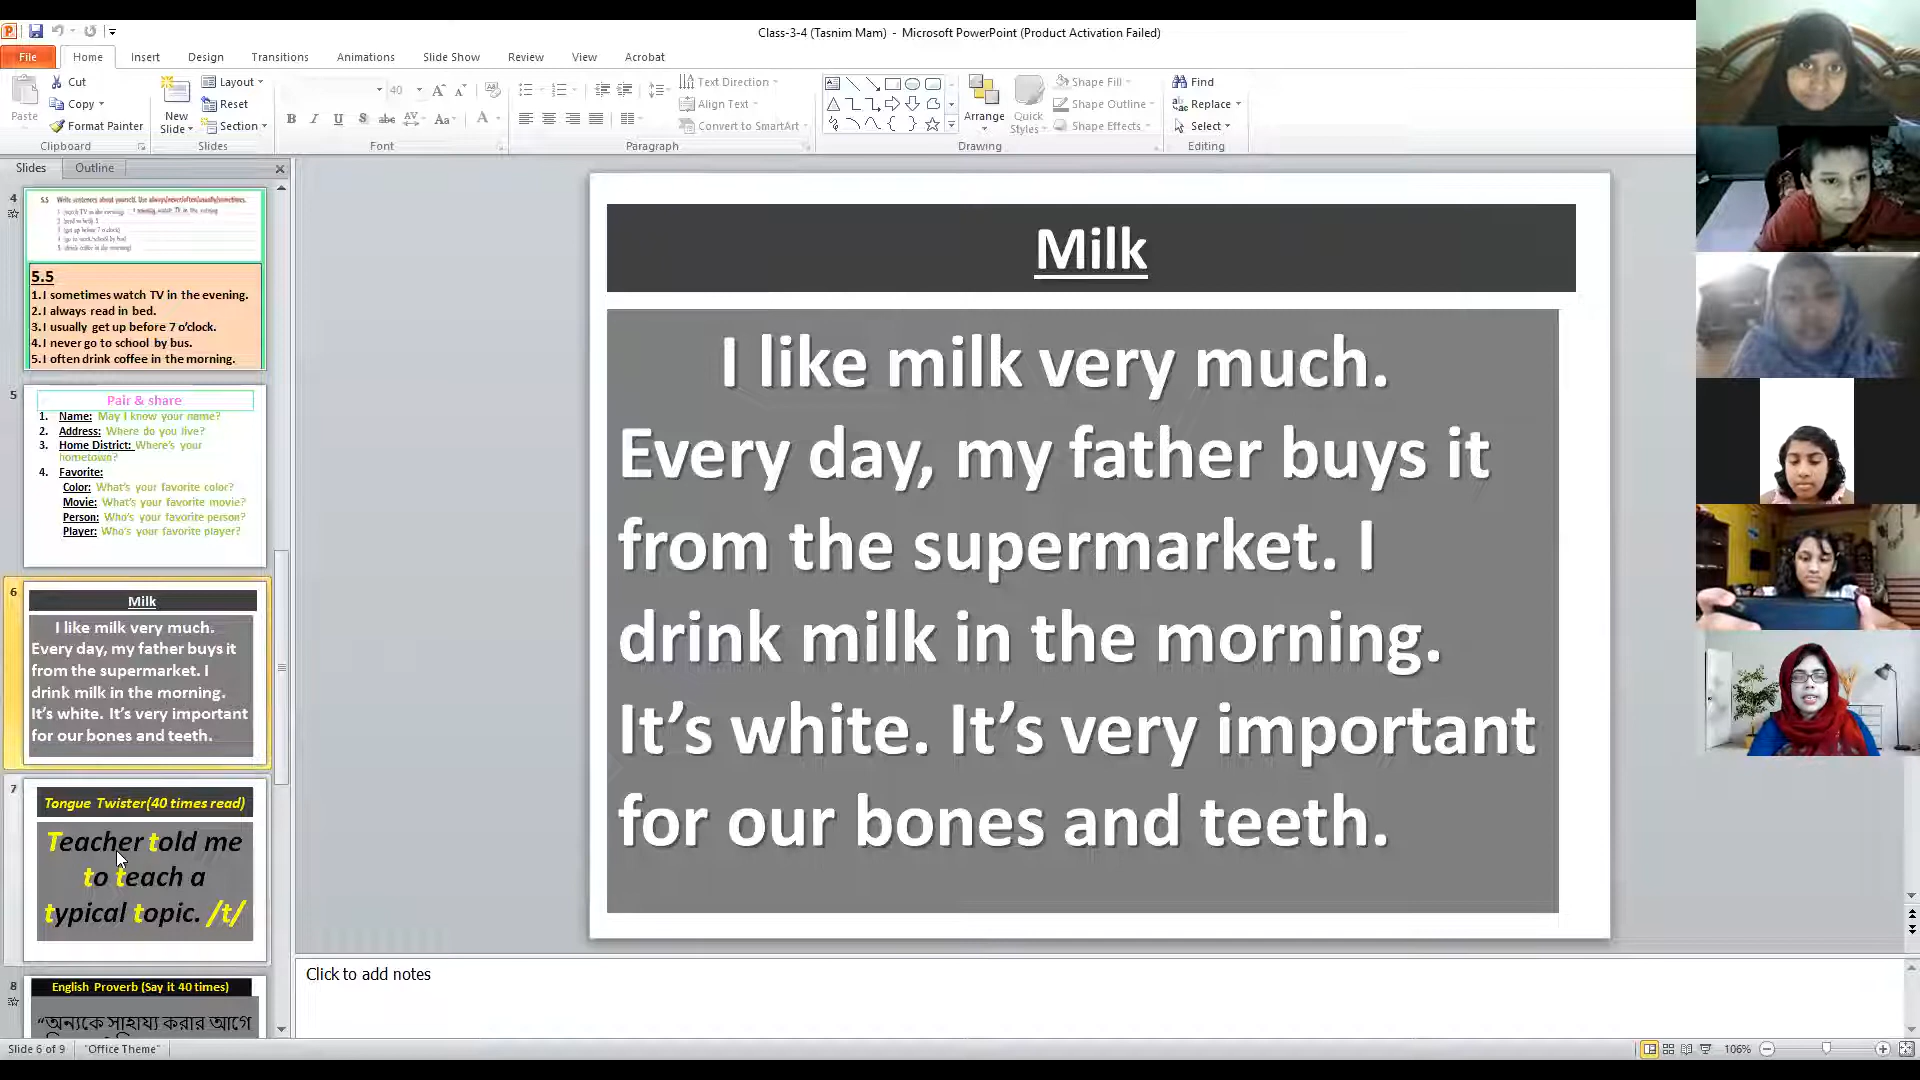 Class-3-4 (Tasnim Mam) - Microsoft PowerPoint (Product Activation Failed)
File Home Insert Design Transitions Animations Slide Show Review View Acrobat
Paste
Cut
Copy
Format Painter
Clipboard
New Slide
Layout
Reset
Section
Slides
40
Font
Text Direction
Align Text
Convert to SmartArt
Paragraph
Arrange
Quick Styles
Shape Fill
Shape Outline
Shape Effects
Drawing
Find
Replace
Select
Editing
Slides Outline
4
5.5 Write sentences about yourself. Use always/never/often/usually/sometimes.
5.5
1.I sometimes watch TV in the evening.
2.I always read in bed.
3.I usually get up before 7 o'clock.
4.I never go to school by bus.
5.I often drink coffee in the morning.
5
Pair & share
1. Name: May I know your name?
2. Address: Where do you live?
3. Home District: Where's your
hometown?
4. Favorite:
Color: What's your favorite color?
Movie: What's your favorite movie?
Person: Who's your favorite person?
Player: Who's your favorite player?
6
Milk
I like milk very much.
Every day, my father buys it
from the supermarket. I
drink milk in the morning.
It's white. It's very important
for our bones and teeth.
7
Tongue Twister(40 times read)
Teacher told me
to teach a
typical topic. /t/
8
English Proverb (Say it 40 times)
“অন্যকে সাহায্য করার আগে
Milk
I like milk very much.
Every day, my father buys it
from the supermarket. I
drink milk in the morning.
It's white. It's very important
for our bones and teeth.
Click to add notes
Slide 6 of 9 "Office Theme" 106%